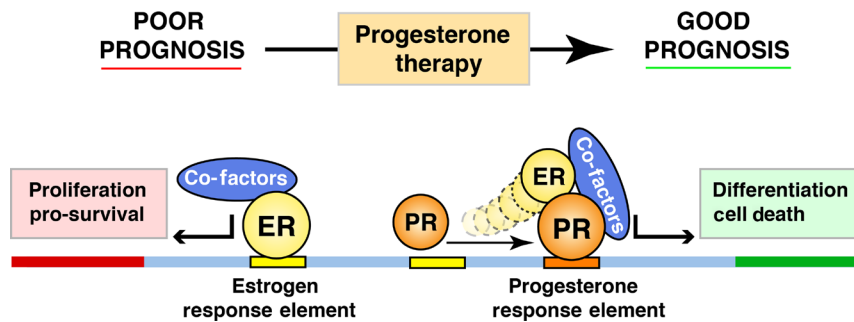 POOR
PROGNOSIS
Progesterone
therapy
GOOD
PROGNOSIS
Proliferation
pro-survival
Co-factors
ER
PR
ER
Co-factors
PR
Differentiation
cell death
Estrogen
response element
Progesterone
response element